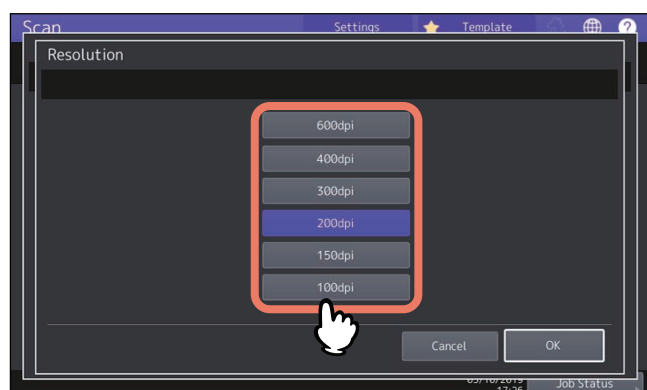 Scan Settings Template ?
Resolution
600dpi
400dpi
300dpi
200dpi
150dpi
100dpi
Cancel OK
Job Status